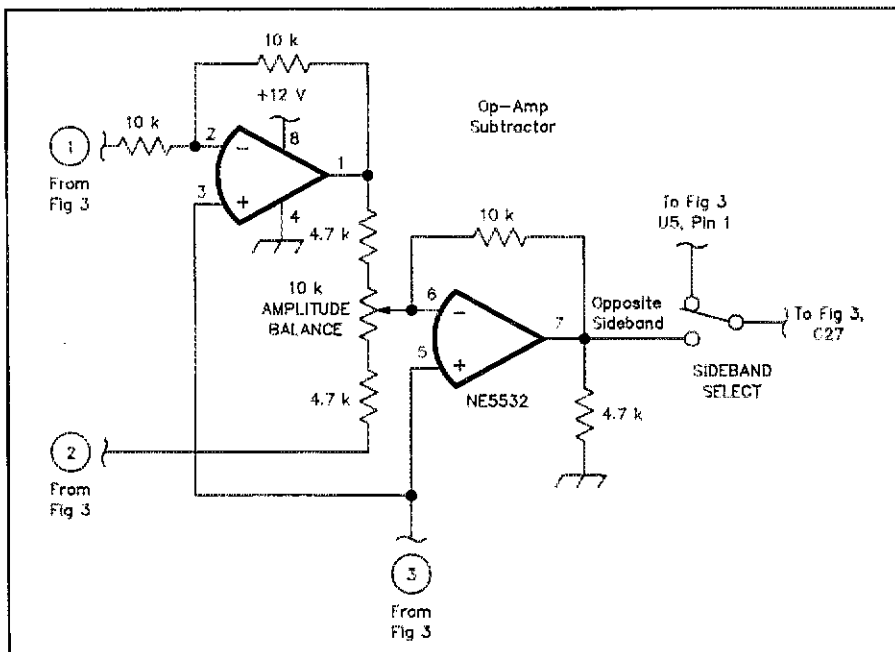 10 k
+12 V
Op-Amp
Subtractor
10 k
1
From
Fig 3
2
8
1
3
4
4.7 k
To Fig 3
U5, Pin 1
10 k
10 k
AMPLITUDE
BALANCE
6
7
5
Opposite
Sideband
To Fig 3,
C27
SIDEBAND
SELECT
NE5532
4.7 k
4.7 k
2
From
Fig 3
3
From
Fig 3